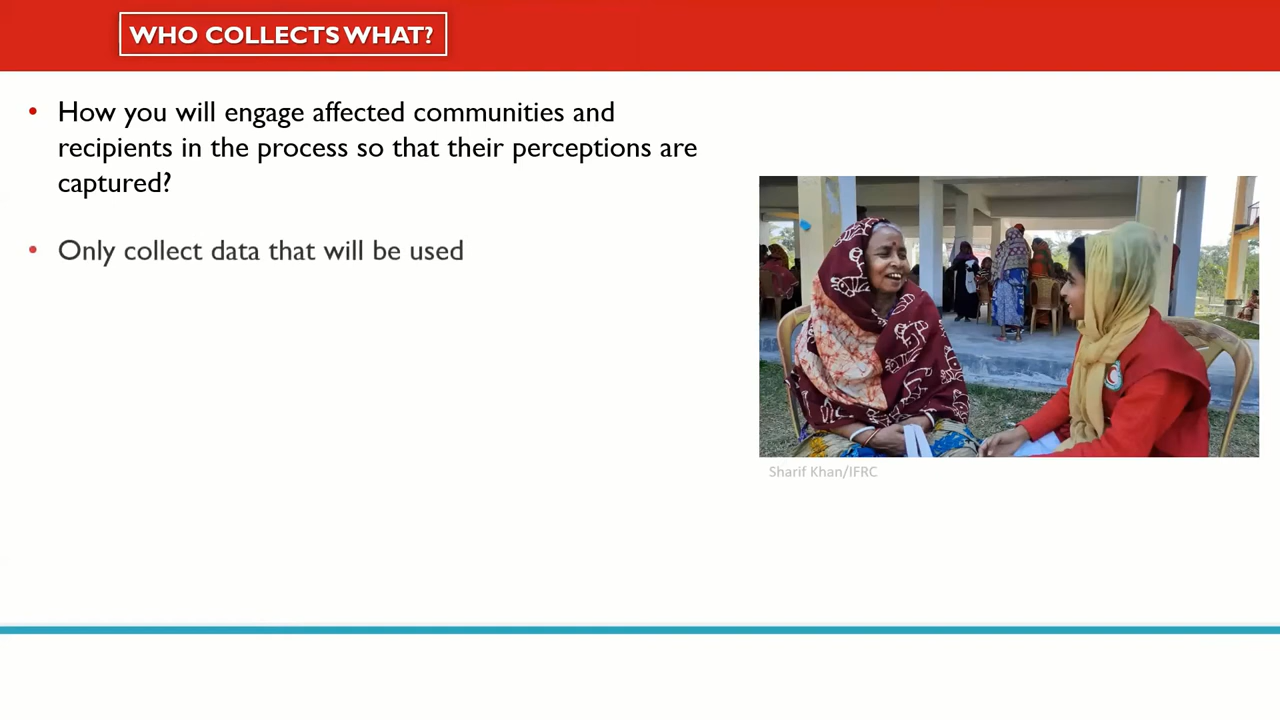 WHO COLLECTS WHAT?
• How you will engage affected communities and
recipients in the process so that their perceptions are
captured?
• Only collect data that will be used
Sharif Khan/IFRC